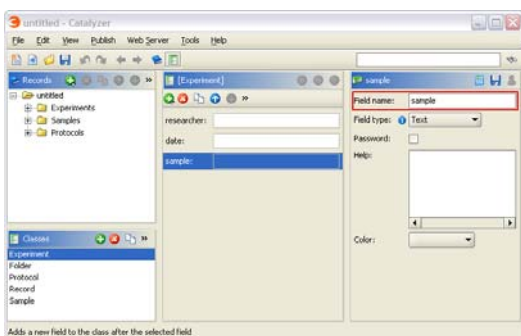 untitled - Catalyzer
File Edit View Publish Web Server Tools Help
Records
untitled
Experiments
Samples
Protocols
Classes
Experiment
Folder
Protocol
Record
Sample
[Experiment]
researcher:
date:
sample:
sample
Field name: sample
Field type: Text
Password:
Help:
Color:
Adds a new field to the class after the selected field